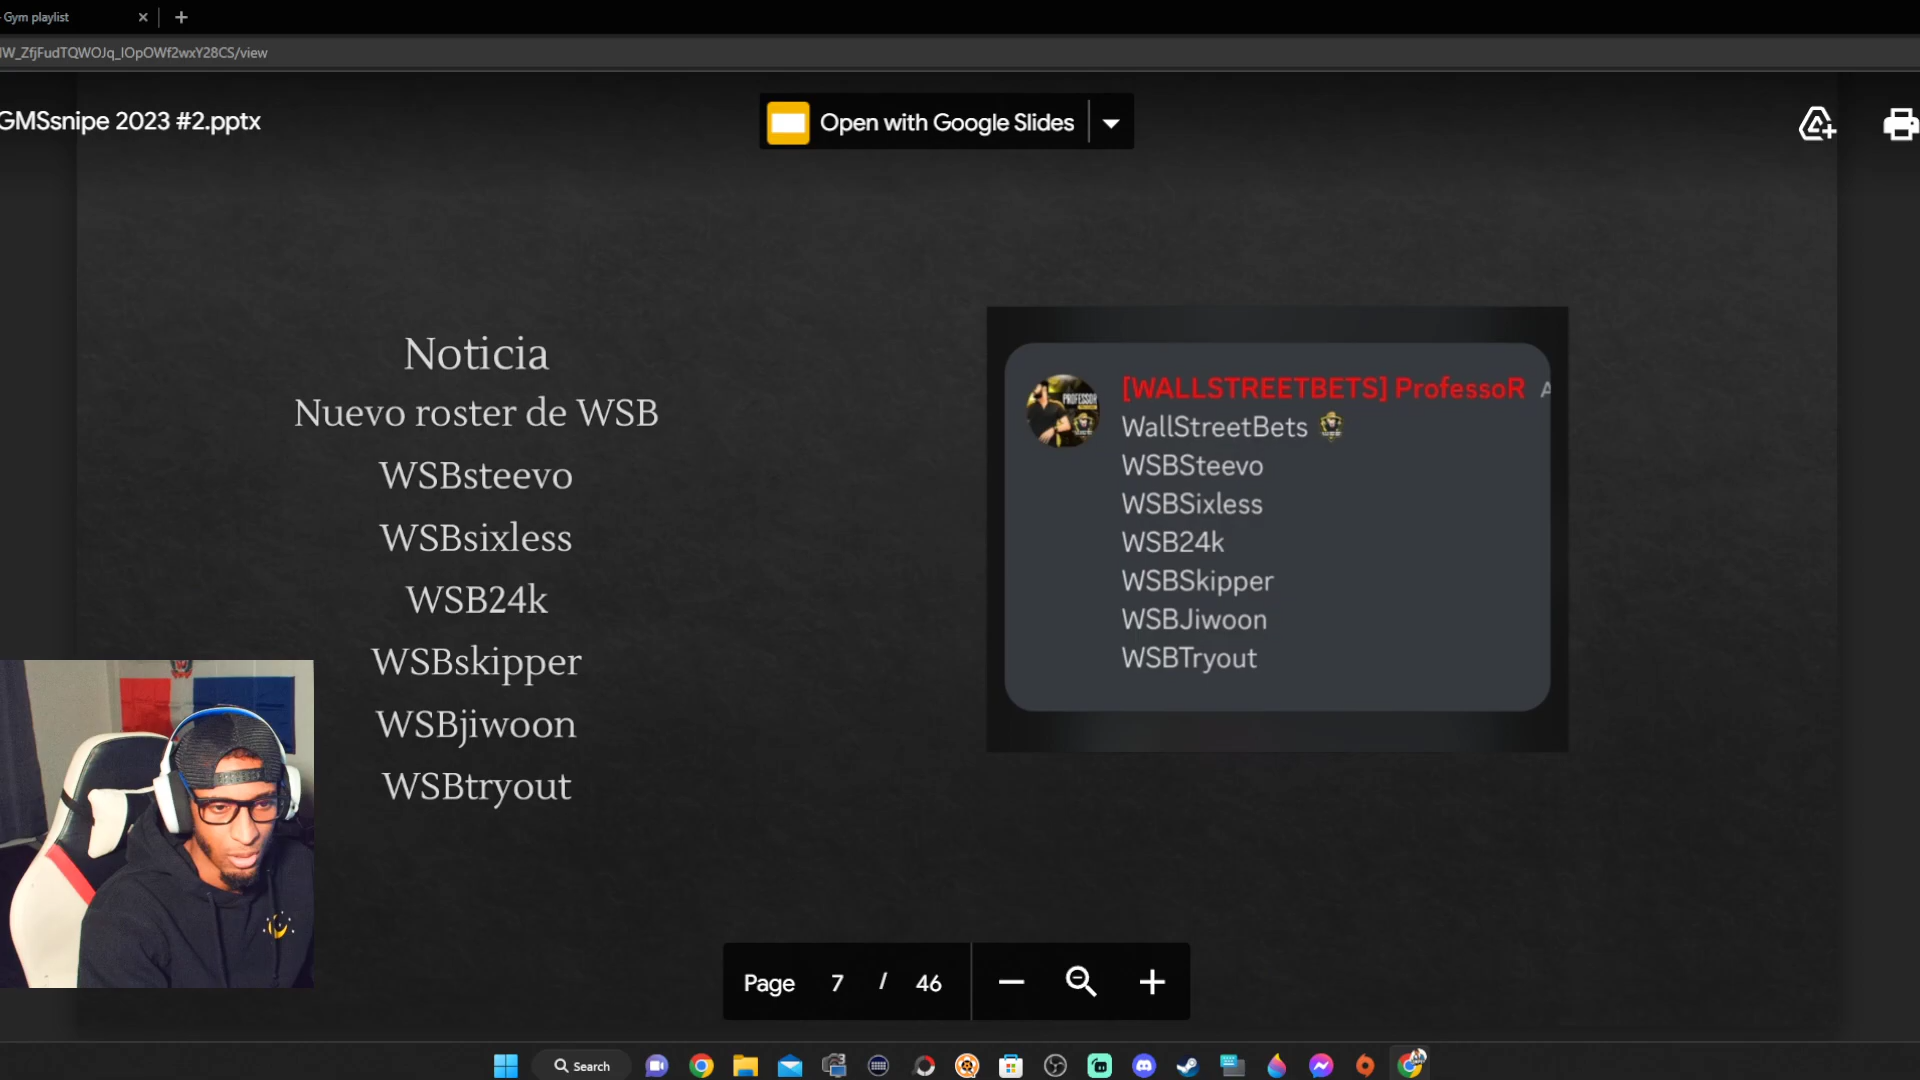 Gym playlist
W_ZfjFudTQWOJq_lOpOWf2wxY28CS/view
GMSsnipe 2023 #2.pptx
Open with Google Slides
Noticia
Nuevo roster de WSB
WSBsteevo
WSBsixless
WSB24k
WSBskipper
WSBjiwoon
WSBtryout
PROFESSOR
[WALLSTREETBETS] ProfessoR
WallStreetBets
WSBSteevo
WSBSixless
WSB24k
WSBSkipper
WSBJiwoon
WSBTryout
Page 7 / 46
Search